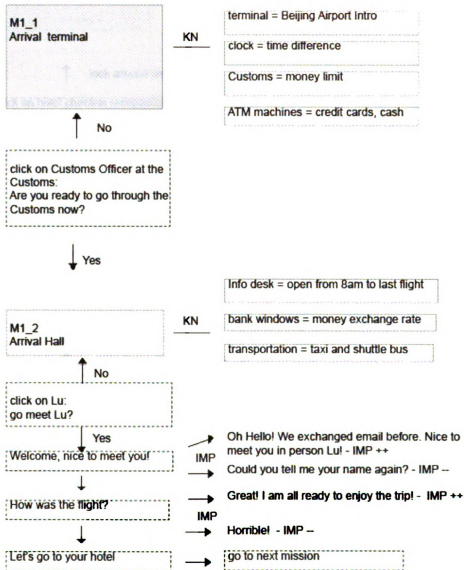 M1_1
Arrival terminal
KN
terminal = Beijing Airport Intro
clock = time difference
Customs = money limit
ATM machines = credit cards, cash
No
click on Customs Officer at the
Customs:
Are you ready to go through the
Customs now?
Yes
M1_2
Arrival Hall
KN
Info desk = open from 8am to last flight
bank windows = money exchange rate
transportation = taxi and shuttle bus
No
click on Lu:
go meet Lu?
Yes
Welcome, nice to meet you!
IMP
Oh Hello! We exchanged email before. Nice to
meet you in person Lu! - IMP ++
Could you tell me your name again? - IMP --
How was the flight?
IMP
Great! I am all ready to enjoy the trip! - IMP ++
Horrible! - IMP --
Let's go to your hotel
go to next mission